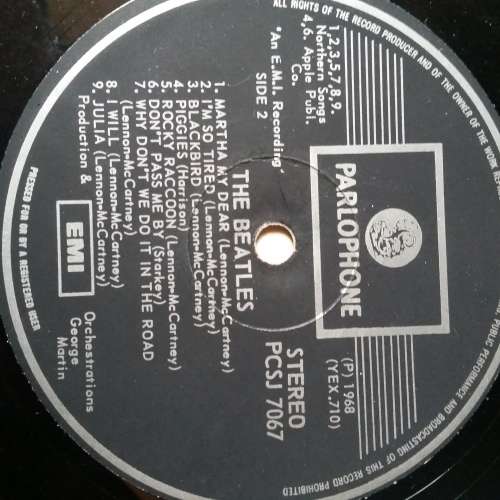 ALL RIGHTS OF THE RECORD PRODUCER AND OF THE OWNER OF THE WORK
PUBLIC PERFORMANCE AND BROADCASTING OF THIS RECORD PROHIBITED
PARLOPHONE
1,2,3,5,7,8,9.
Northern Songs
4,6. Apple Publ.
Co.
"An E.M.I. Recording"
SIDE 2
(P) 1968
(YEX.710)
STEREO
PCSJ 7067
THE BEATLES
1. MARTHA MY DEAR (Lennon-McCartney)
2. I'M SO TIRED (Lennon-McCartney)
3. BLACKBIRD (Lennon-McCartney)
4. PIGGIES (Harrison)
5. ROCKY RACCOON (Lennon-McCartney)
6. DON'T PASS ME BY (Starkey)
7. WHY DON'T WE DO IT IN THE ROAD
(Lennon-McCartney)
8. I WILL (Lennon-McCartney)
9. JULIA (Lennon-McCartney)
Production &
Orchestrations
George
Martin
EMI
PRESSED FOR OR BY A REGISTERED USER